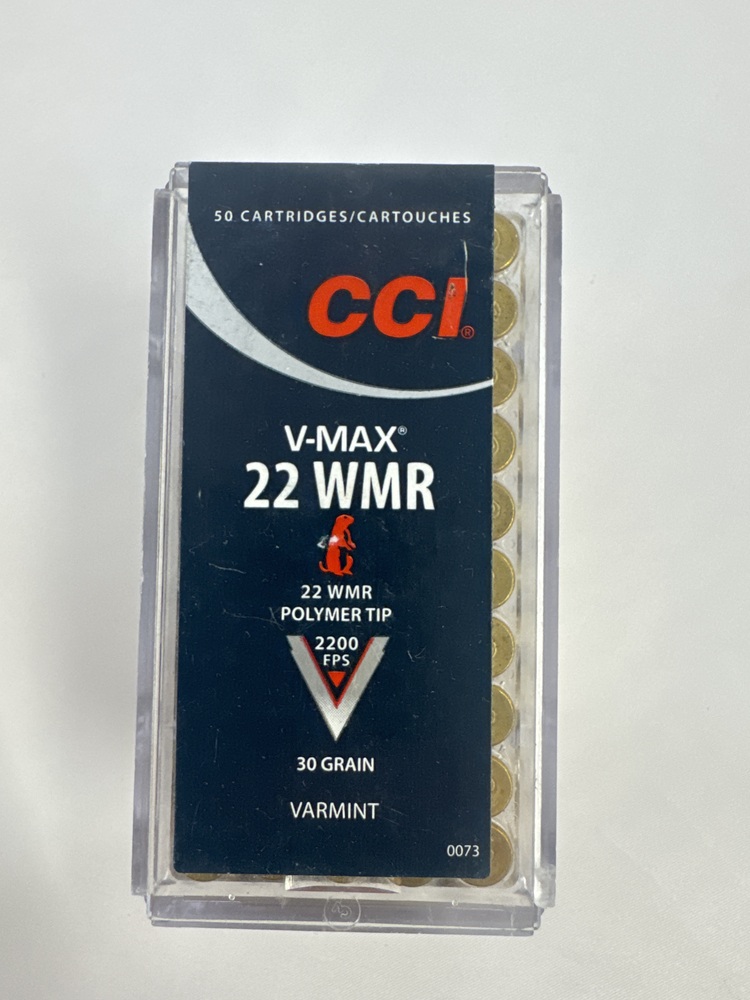 50 CARTRIDGES/CARTOUCHES
CCI®
V-MAX®
22 WMR
22 WMR
POLYMER TIP
2200
FPS
30 GRAIN
VARMINT
0073